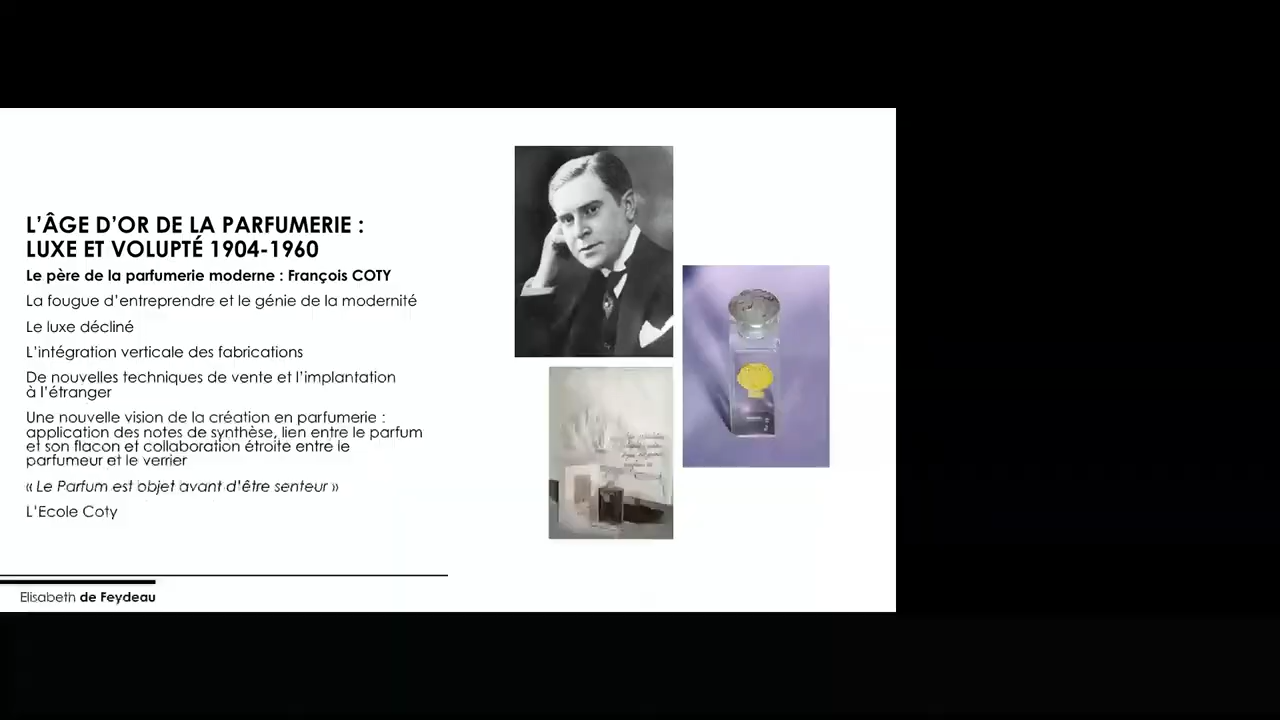 L'ÂGE D'OR DE LA PARFUMERIE :
LUXE ET VOLUPTÉ 1904-1960
Le père de la parfumerie moderne : François COTY
La fougue d'entreprendre et le génie de la modernité
Le luxe décliné
L'intégration verticale des fabrications
De nouvelles techniques de vente et l'implantation
à l'étranger
Une nouvelle vision de la création en parfumerie :
application des notes de synthèse, lien entre le parfum
et son flacon et collaboration étroite entre le
parfumeur et le verrier
« Le Parfum est objet avant d'être senteur »
L'Ecole Coty
Elisabeth de Feydeau